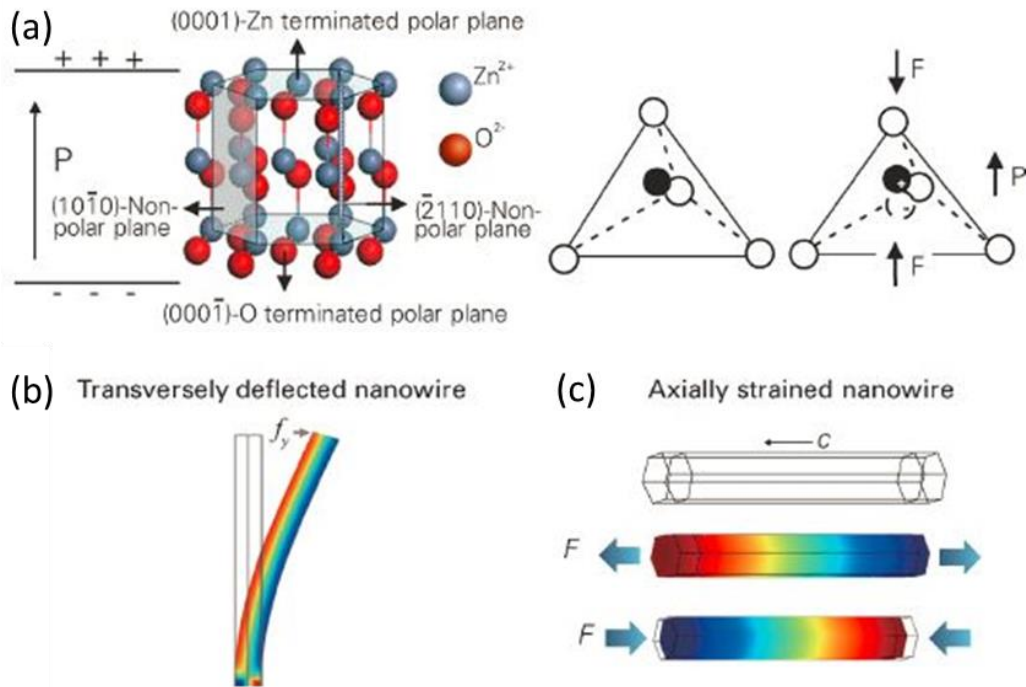 (a)
(0001)-Zn terminated polar plane
+ + +
P
Zn²⁺
O²⁻
(101̄0)-Non-
polar plane
(2̄110)-Non-
polar plane
- - -
(0001̄)-O terminated polar plane
F
P
F
(b)
Transversely deflected nanowire
f_y
(c)
Axially strained nanowire
c
F
F